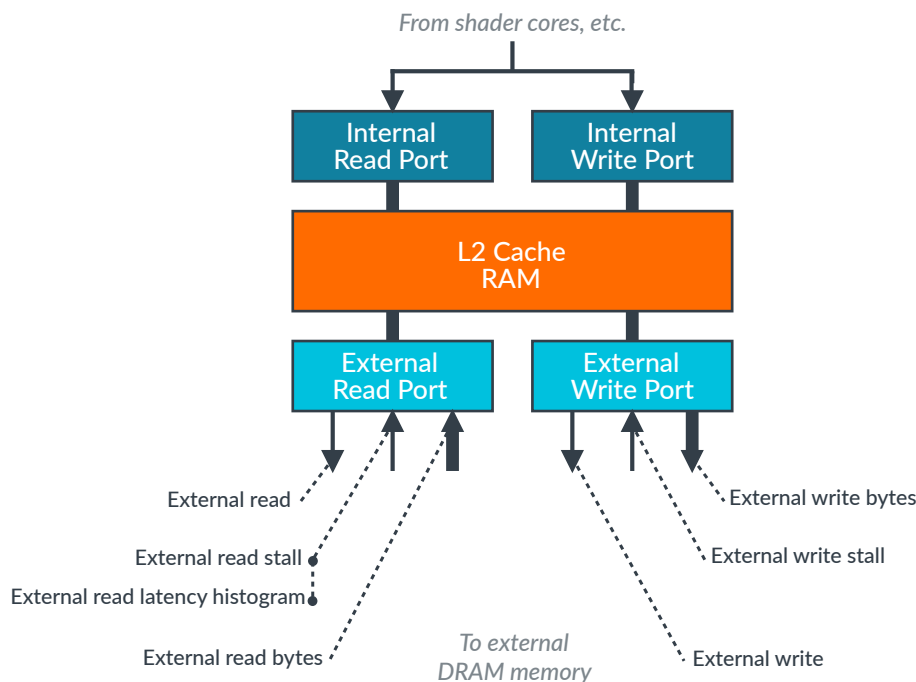 From shader cores, etc.
Internal
Read Port
Internal
Write Port
L2 Cache
RAM
External
Read Port
External
Write Port
External read
External write bytes
External read stall
External write stall
External read latency histogram
External read bytes
To external
DRAM memory
External write